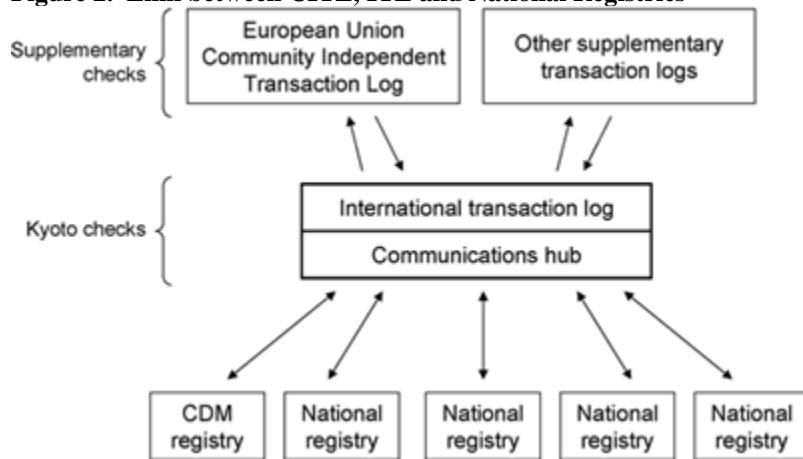 Supplementary
checks
European Union
Community Independent
Transaction Log
Other supplementary
transaction logs
Kyoto checks
International transaction log
Communications hub
CDM
registry
National
registry
National
registry
National
registry
National
registry